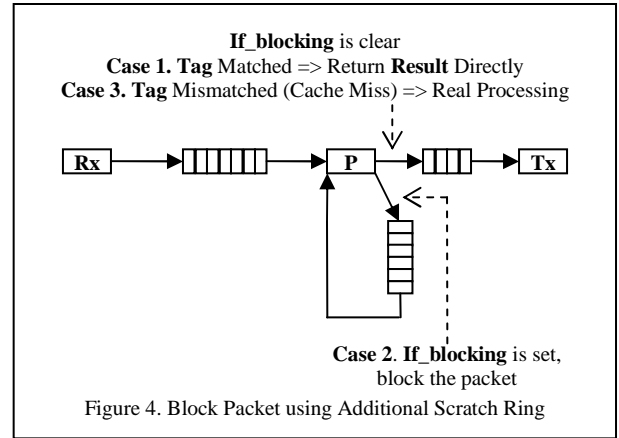 If_blocking is clear
Case 1. Tag Matched => Return Result Directly
Case 3. Tag Mismatched (Cache Miss) => Real Processing
Rx
P
Tx
Case 2. If_blocking is set,
block the packet
Figure 4. Block Packet using Additional Scratch Ring